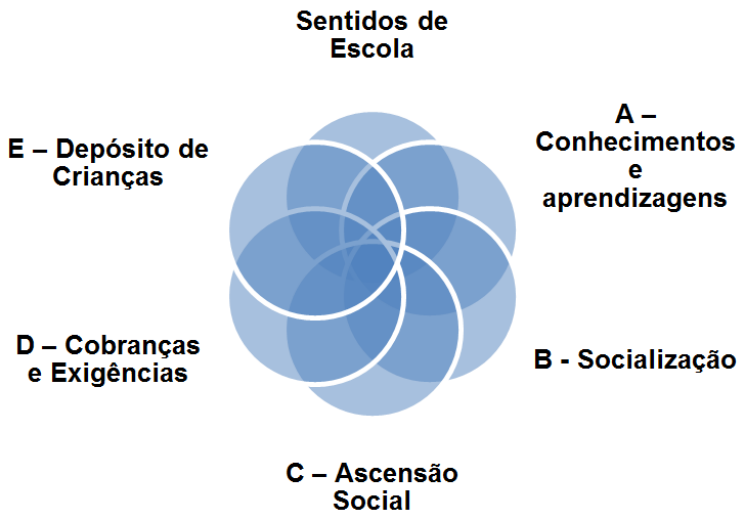 Sentidos de
Escola
A –
Conhecimentos
e
aprendizagens
B - Socialização
C – Ascensão
Social
D – Cobranças
e Exigências
E – Depósito de
Crianças